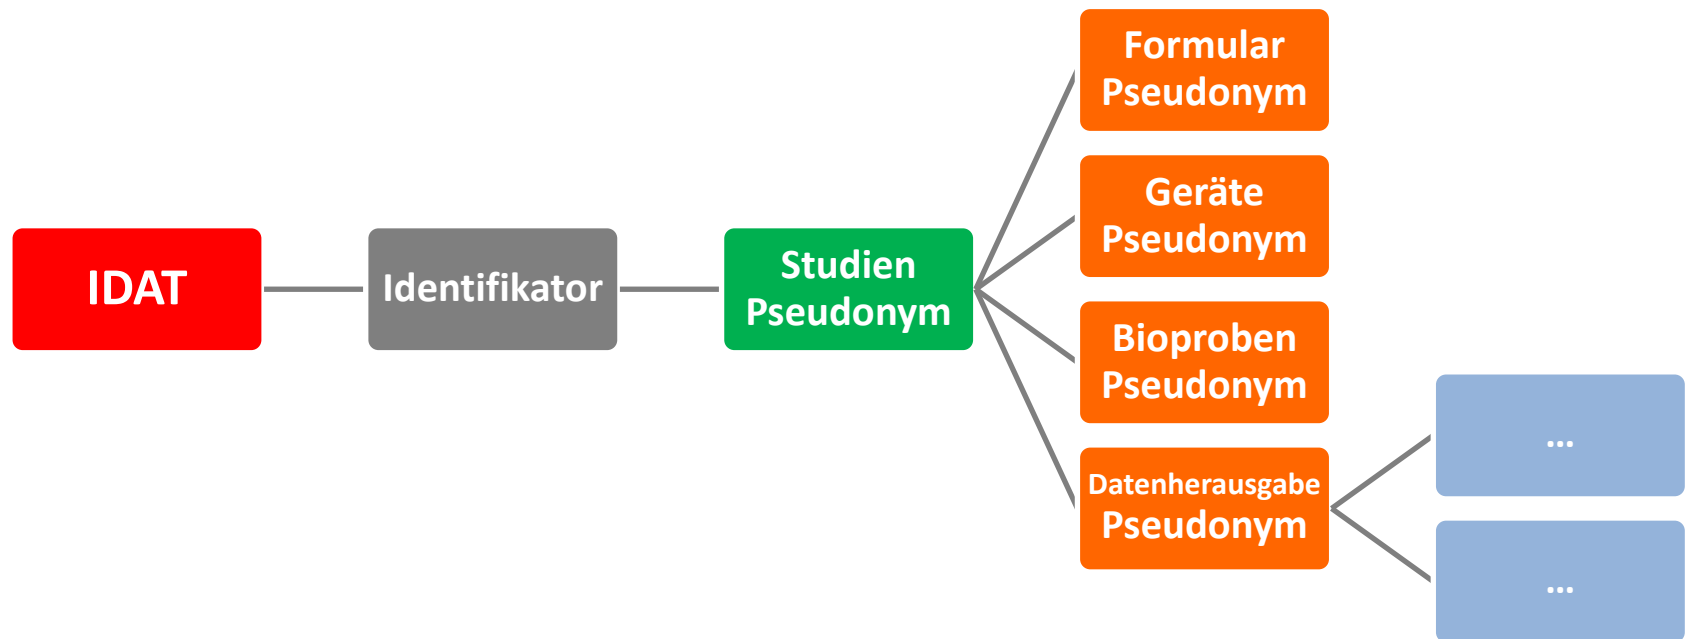 IDAT
Identifikator
Studien
Pseudonym
Formular
Pseudonym
Geräte
Pseudonym
Bioproben
Pseudonym
Datenherausgabe
Pseudonym
...
...